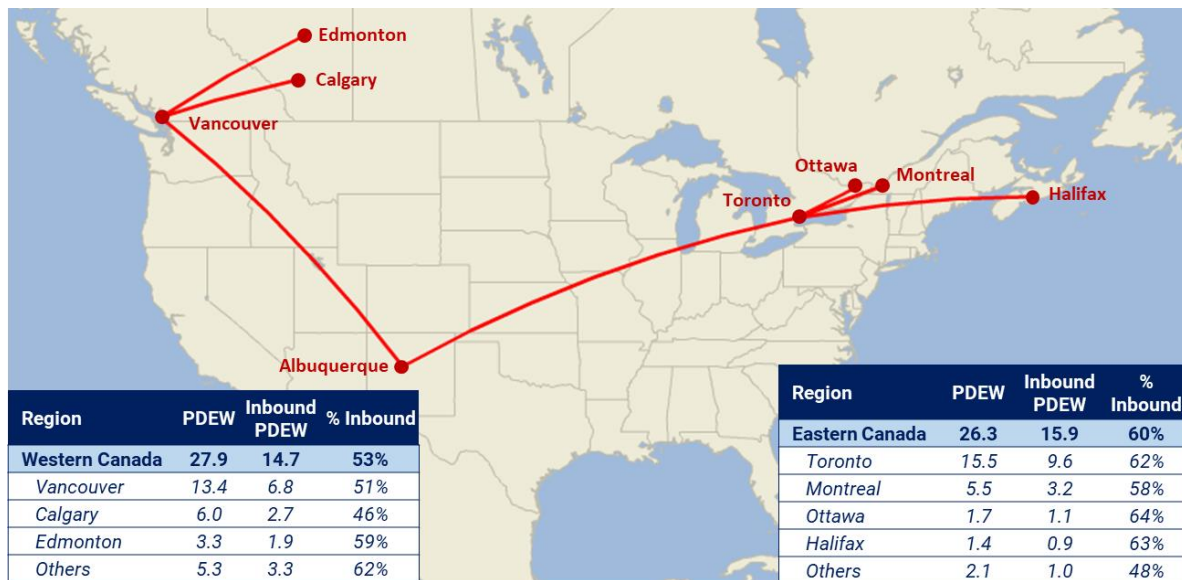 Edmonton
Calgary
Vancouver
Ottawa
Montreal
Toronto
Halifax
Albuquerque
Region PDEW Inbound PDEW % Inbound
Western Canada 27.9 14.7 53%
Vancouver 13.4 6.8 51%
Calgary 6.0 2.7 46%
Edmonton 3.3 1.9 59%
Others 5.3 3.3 62%
Region PDEW Inbound PDEW % Inbound
Eastern Canada 26.3 15.9 60%
Toronto 15.5 9.6 62%
Montreal 5.5 3.2 58%
Ottawa 1.7 1.1 64%
Halifax 1.4 0.9 63%
Others 2.1 1.0 48%